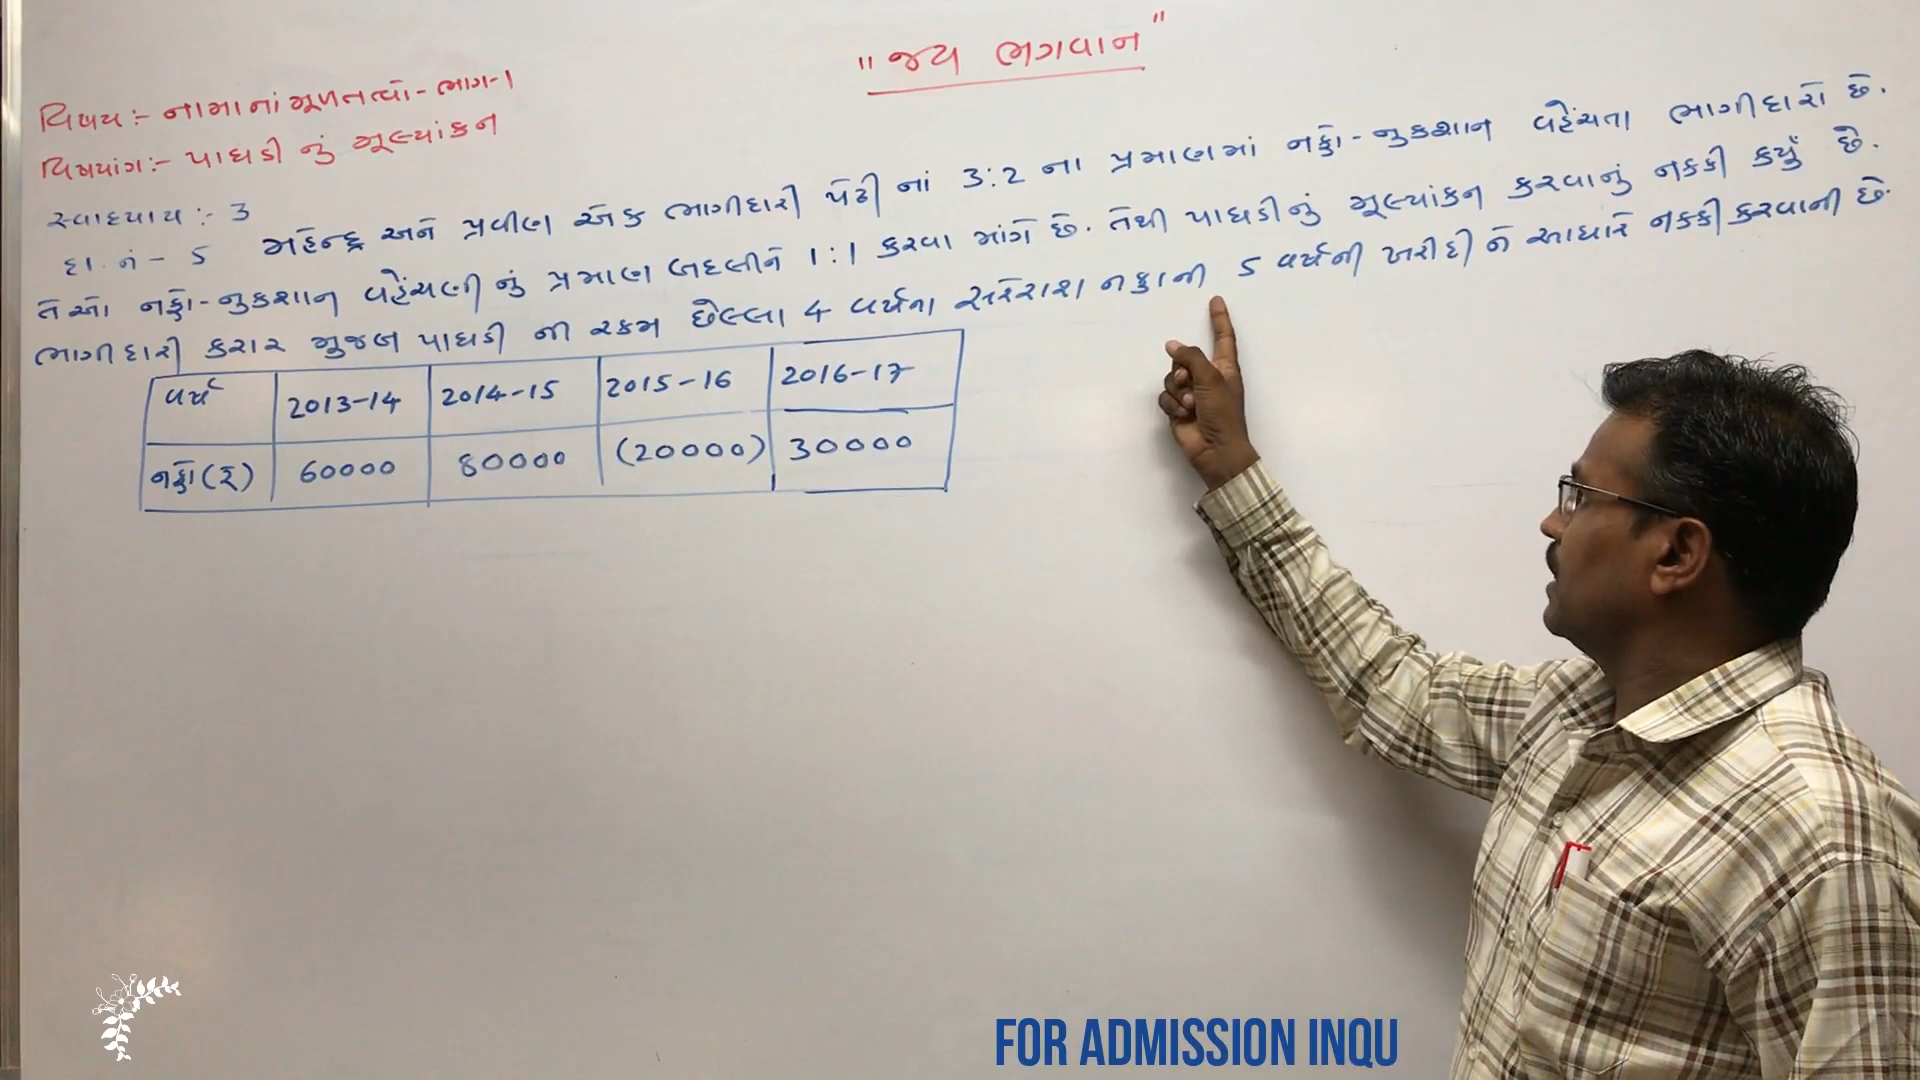 "જય ભગવાન"
વિષય:- નામાનાં મૂળતત્વો - ભાગ-1
વિષયાંગ:- પાઘડી નું મૂલ્યાંકન
સ્વાધ્યાય:- 3
દા. નં - 5 મહેન્દ્ર અને પ્રવીણ એક ભાગીદારી પેઢી નાં 3:2 ના પ્રમાણમાં નફો-નુકશાન વહેંચતા ભાગીદારો છે.
તેઓ નફો-નુકશાન વહેંચણી નું પ્રમાણ બદલીને 1:1 કરવા માંગે છે. તેથી પાઘડીનું મૂલ્યાંકન કરવાનું નક્કી કર્યું છે.
ભાગીદારી કરાર મુજબ પાઘડી ની રકમ છેલ્લા 4 વર્ષના સરેરાશ નફાની 5 વર્ષની ખરીદી ને આધારે નક્કી કરવાની છે.
વર્ષ 2013-14 2014-15 2015-16 2016-17
નફો (રૂ) 60000 80000 (20000) 30000
FOR ADMISSION INQU